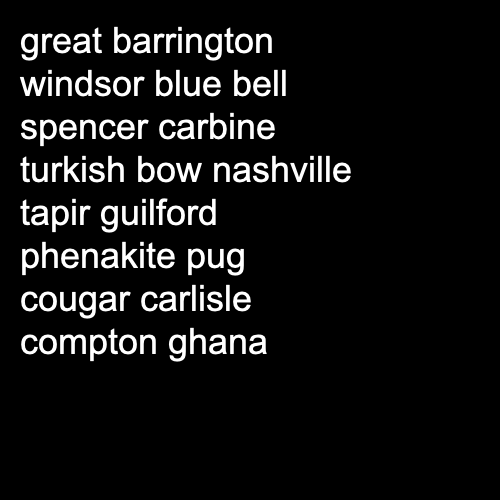 great barrington
windsor blue bell
spencer carbine
turkish bow nashville
tapir guilford
phenakite pug
cougar carlisle
compton ghana